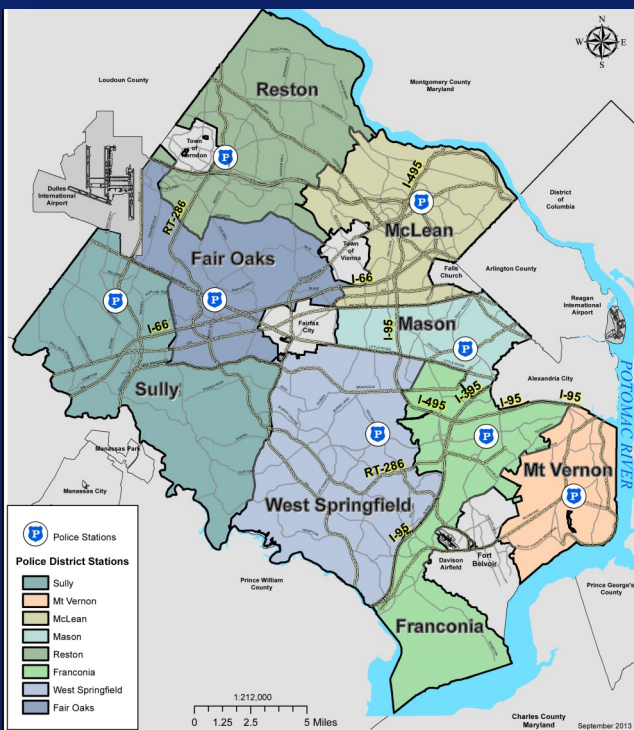 N
W
E
S
Loudoun County
Montgomery County
Maryland
Reston
Town
of
Herndon
P
I-495
P
Dulles
International
Airport
McLean
District
of
Columbia
RT-286
Fair Oaks
Town
of
Vienna
I-66
Falls
Church
Arlington County
Reagan
International
Airport
P
P
I-66
Fairfax
City
I-95
Mason
P
Sully
I-495
I-395
I-95
I-95
Alexandria City
POTOMAC RIVER
Manassas Park
Manassas City
P
P
RT-286
Mt Vernon
P
West Springfield
I-95
Davison
Airfield
Fort
Belvoir
Prince William
County
Prince George's
County
Franconia
P
Police Stations
Police District Stations
Sully
Mt Vernon
McLean
Mason
Reston
Franconia
West Springfield
Fair Oaks
1:212,000
0 1.25 2.5 5 Miles
Charles County
Maryland
September 2013